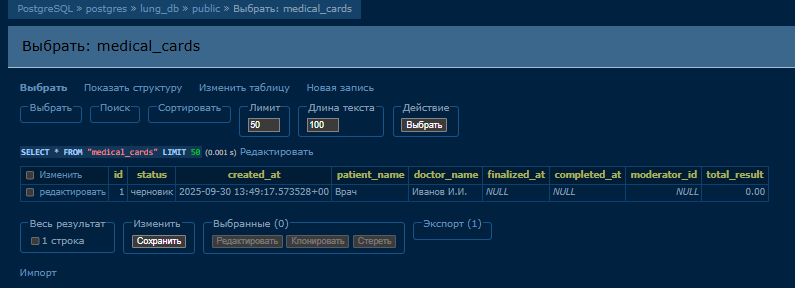 PostgreSQL » postgres » lung_db » public » Выбрать: medical_cards
Выбрать: medical_cards
Выбрать Показать структуру Изменить таблицу Новая запись
Выбрать Поиск Сортировать Лимит Длина текста Действие
50 100 Выбрать
SELECT * FROM "medical_cards" LIMIT 50 (0.001 s) Редактировать
Изменить id status created_at patient_name doctor_name finalized_at completed_at moderator_id total_result
редактировать 1 черновик 2025-09-30 13:49:17.573528+00 Врач Иванов И.И. NULL NULL NULL 0.00
Весь результат Изменить Выбранные (0) Экспорт (1)
1 строка Сохранить Редактировать Клонировать Стереть
Импорт